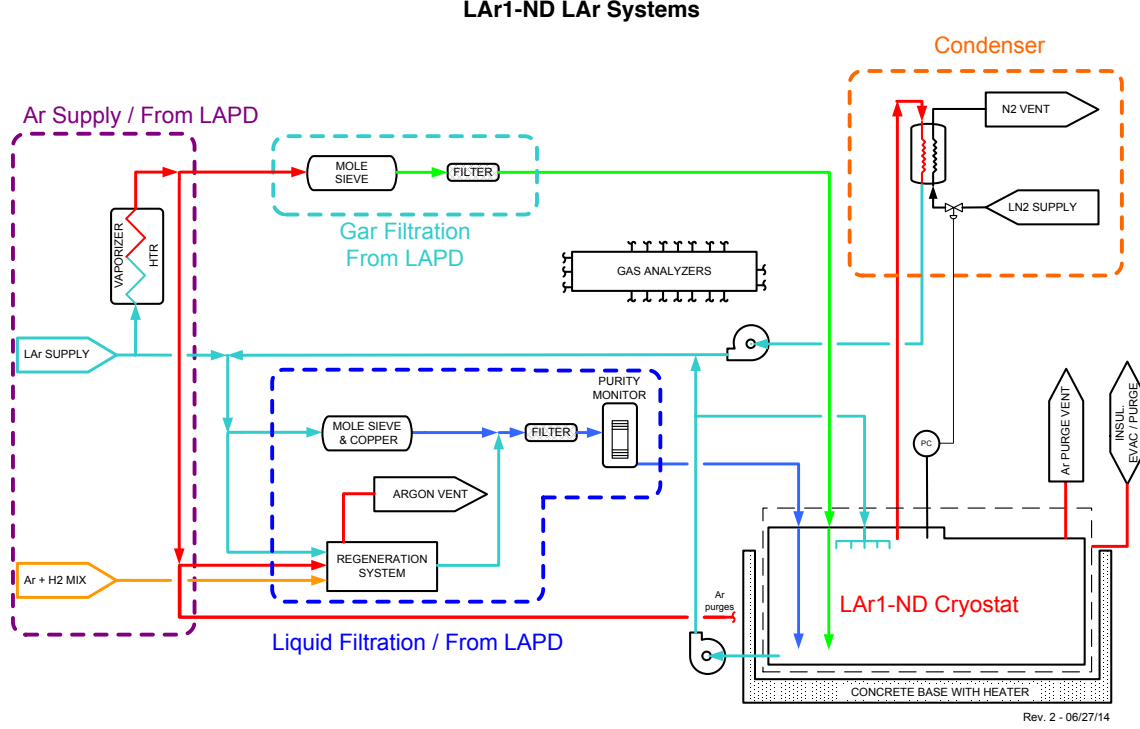 LAr1-ND LAr Systems
Condenser
Ar Supply / From LAPD
N2 VENT
MOLE
SIEVE
FILTER
LN2 SUPPLY
VAPORIZER
HTR
Gar Filtration
From LAPD
GAS ANALYZERS
LAr SUPPLY
PURITY
MONITOR
MOLE SIEVE
& COPPER
FILTER
Ar PURGE VENT
INSUL.
EVAC / PURGE
PC
ARGON VENT
REGENERATION
SYSTEM
Ar + H2 MIX
Ar
purges
LAr1-ND Cryostat
Liquid Filtration / From LAPD
CONCRETE BASE WITH HEATER
Rev. 2 - 06/27/14